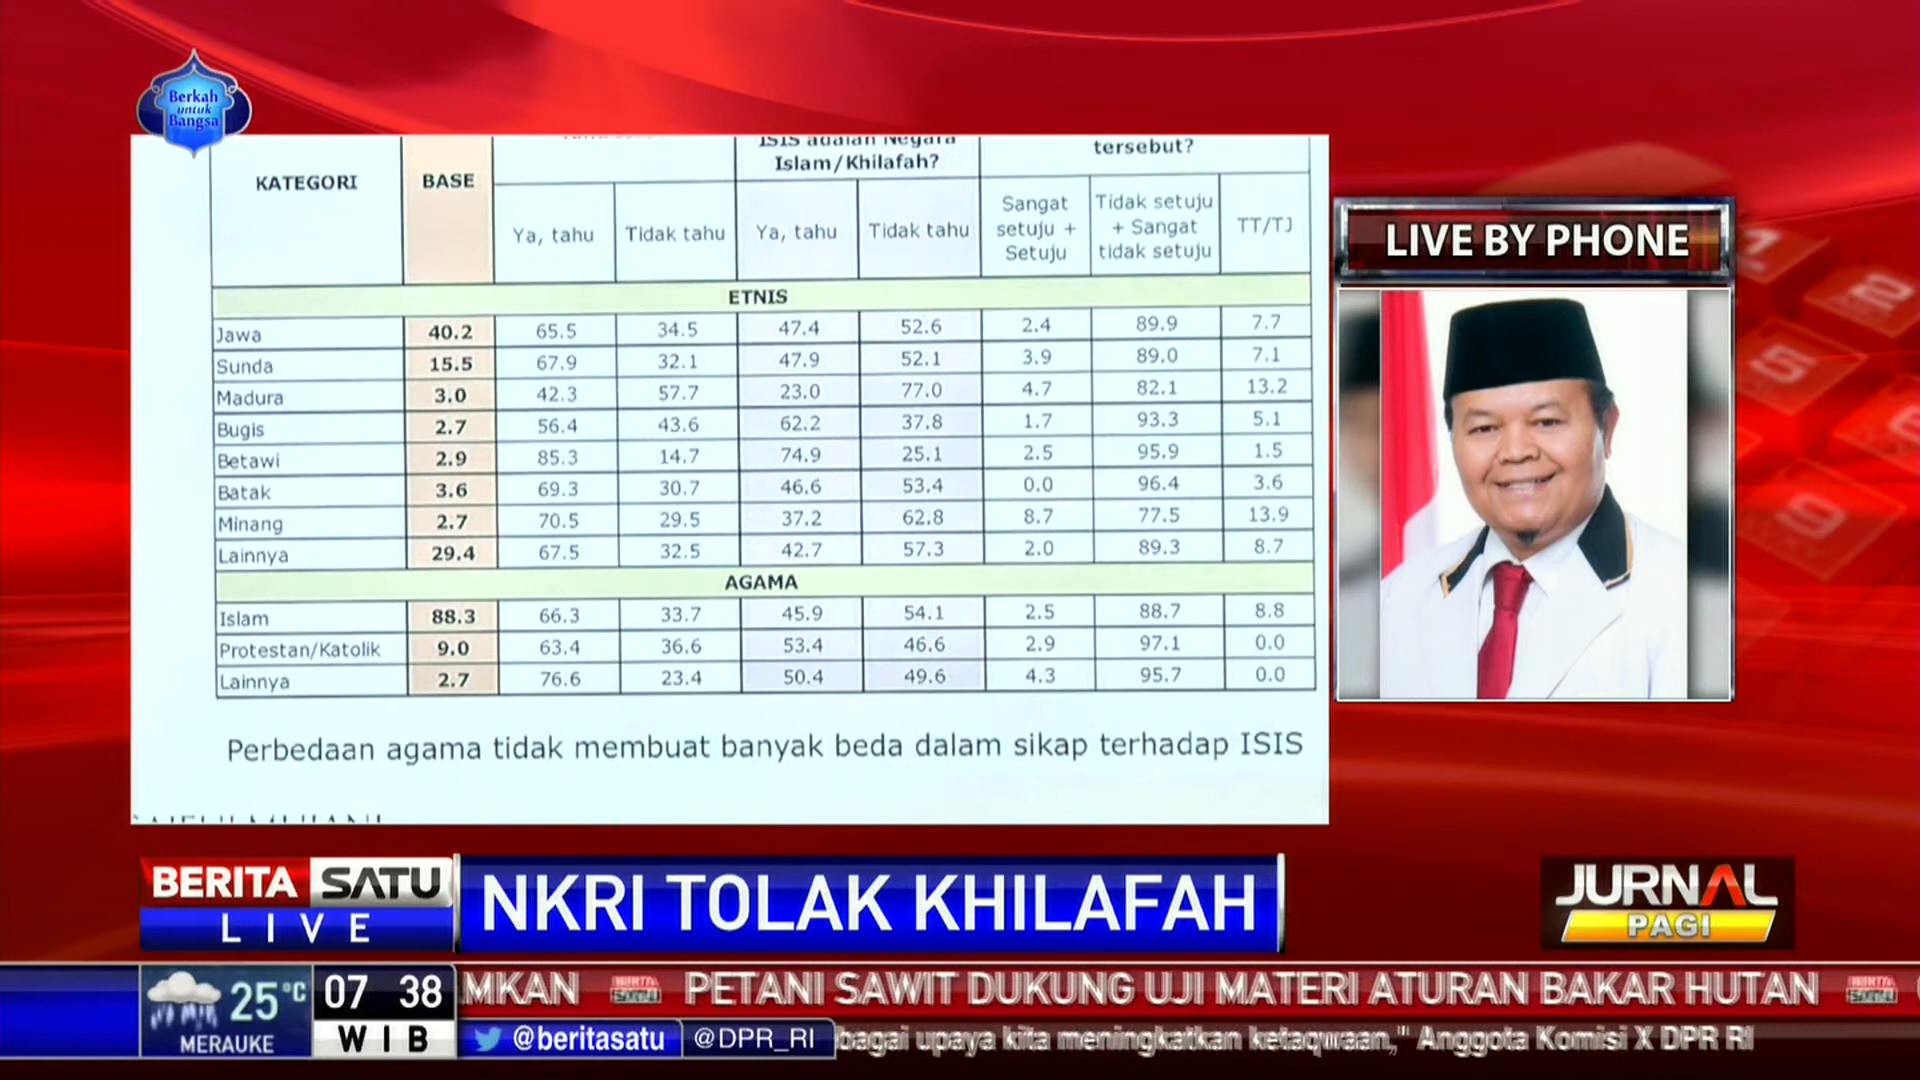 Berkah
untuk
Bangsa
ISIS adalah Negara
Islam/Khilafah?
tersebut?
KATEGORI BASE
Ya, tahu Tidak tahu Ya, tahu Tidak tahu Sangat setuju + Setuju Tidak setuju + Sangat tidak setuju TT/TJ
ETNIS
Jawa 40.2 65.5 34.5 47.4 52.6 2.4 89.9 7.7
Sunda 15.5 67.9 32.1 47.9 52.1 3.9 89.0 7.1
Madura 3.0 42.3 57.7 23.0 77.0 4.7 82.1 13.2
Bugis 2.7 56.4 43.6 62.2 37.8 1.7 93.3 5.1
Betawi 2.9 85.3 14.7 74.9 25.1 2.5 95.9 1.5
Batak 3.6 69.3 30.7 46.6 53.4 0.0 96.4 3.6
Minang 2.7 70.5 29.5 37.2 62.8 8.7 77.5 13.9
Lainnya 29.4 67.5 32.5 42.7 57.3 2.0 89.3 8.7
AGAMA
Islam 88.3 66.3 33.7 45.9 54.1 2.5 88.7 8.8
Protestan/Katolik 9.0 63.4 36.6 53.4 46.6 2.9 97.1 0.0
Lainnya 2.7 76.6 23.4 50.4 49.6 4.3 95.7 0.0
Perbedaan agama tidak membuat banyak beda dalam sikap terhadap ISIS
LIVE BY PHONE
BERITA SATU
LIVE
NKRI TOLAK KHILAFAH
JURNAL
PAGI
25°C
MERAUKE
07 38
WIB
MKAN BERITA SATU PETANI SAWIT DUKUNG UJI MATERI ATURAN BAKAR HUTAN BERITA SATU
@beritasatu @DPR_RI bagai upaya kita meningkatkan ketaqwaan," Anggota Komisi X DPR RI